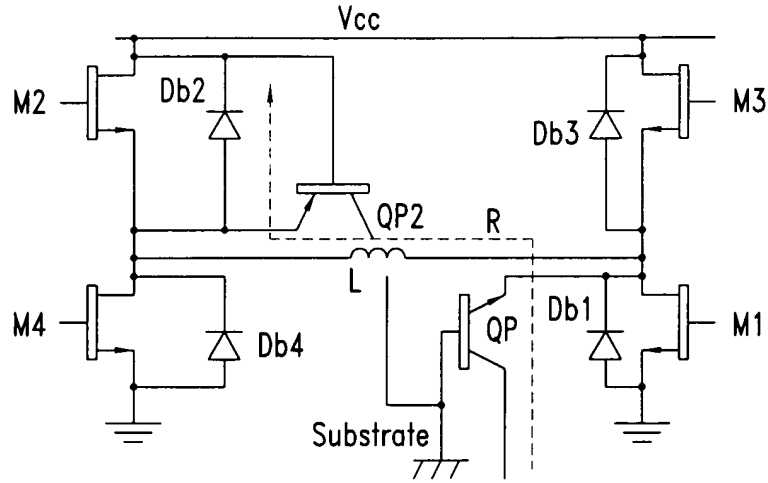 Vcc
M2
Db2
Db3
M3
QP2
R
L
M4
Db4
QP
Db1
M1
Substrate